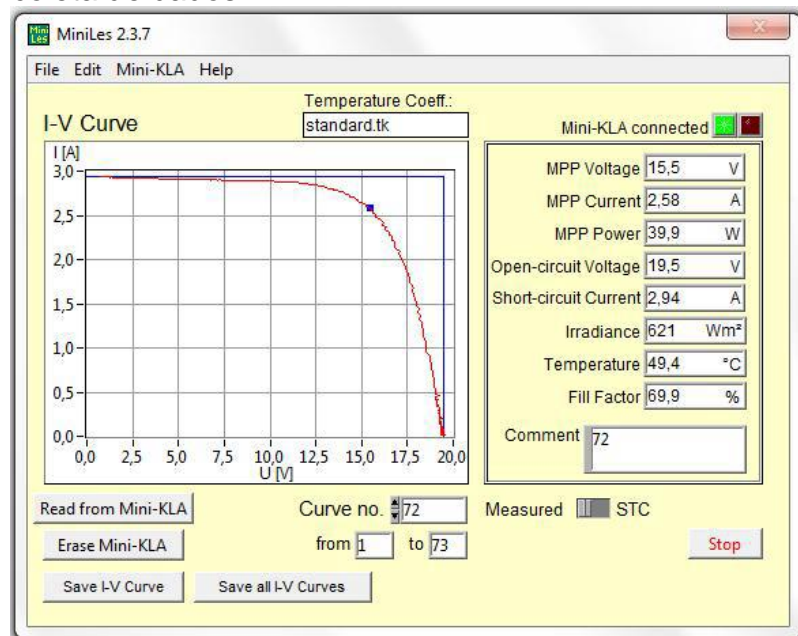 Mini Les MiniLes 2.3.7
File Edit Mini-KLA Help
Temperature Coeff.:
I-V Curve
standard.tk
Mini-KLA connected
I [A]
3,0
2,5
2,0
1,5
1,0
0,5
0,0
0,0 2,5 5,0 7,5 10,0 12,5 15,0 17,5 20,0
U [V]
MPP Voltage 15,5 V
MPP Current 2,58 A
MPP Power 39,9 W
Open-circuit Voltage 19,5 V
Short-circuit Current 2,94 A
Irradiance 621 Wm²
Temperature 49,4 °C
Fill Factor 69,9 %
Comment 72
Read from Mini-KLA
Curve no. 72
Measured STC
Erase Mini-KLA
from 1 to 73
Stop
Save I-V Curve
Save all I-V Curves